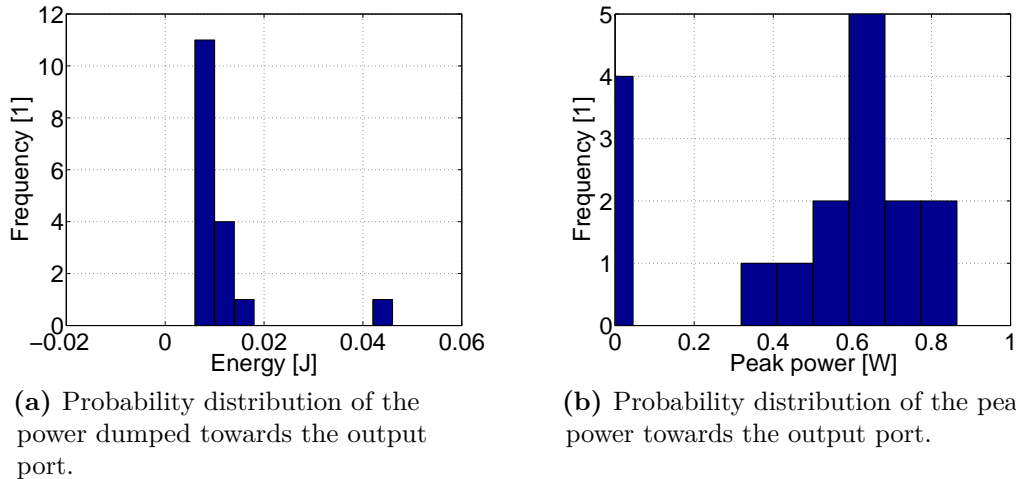 12
10
8
6
4
2
0
Frequency [1]
−0.02 0 0.02 0.04 0.06
Energy [J]
(a) Probability distribution of the
power dumped towards the output
port.
5
4
3
2
1
0
Frequency [1]
0 0.2 0.4 0.6 0.8 1
Peak power [W]
(b) Probability distribution of the pea
power towards the output port.